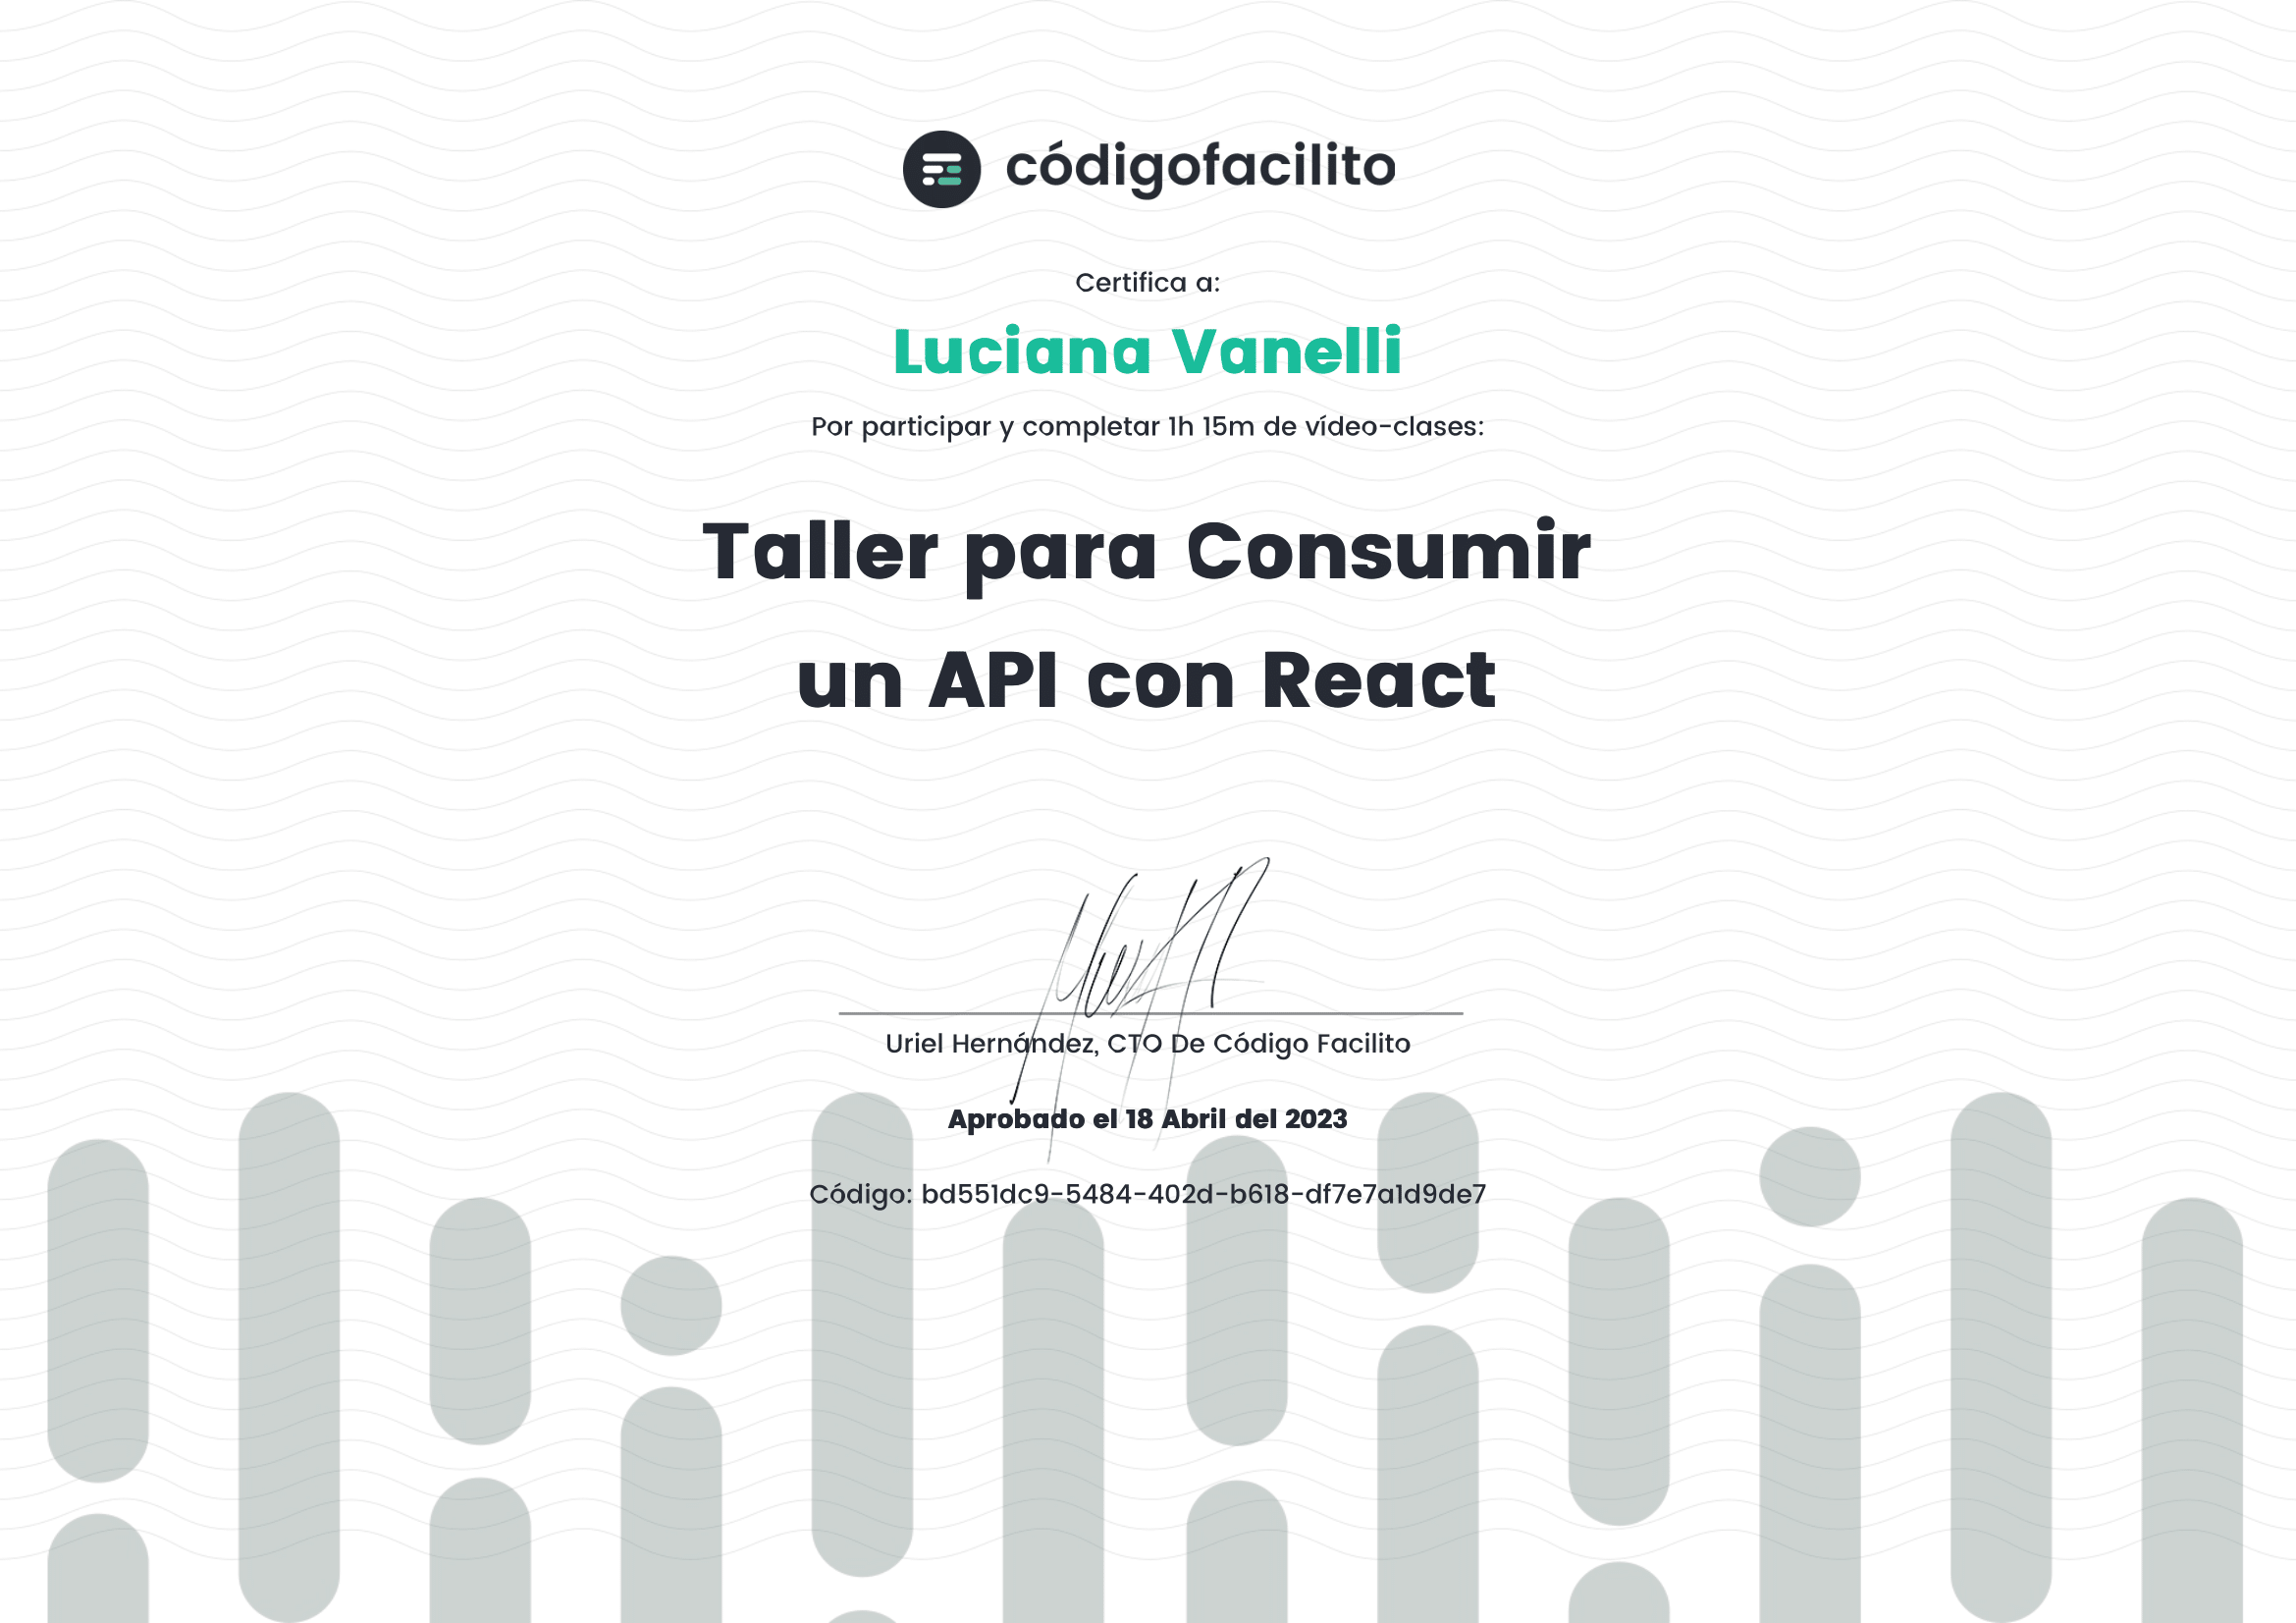 códigofacilito
Certifica a:
Luciana Vanelli
Por participar y completar 1h 15m de vídeo-clases:
Taller para Consumir
un API con React
Uriel Hernández, CTO De Código Facilito
Aprobado el 18 Abril del 2023
Código: bd551dc9-5484-402d-b618-df7e7a1d9de7